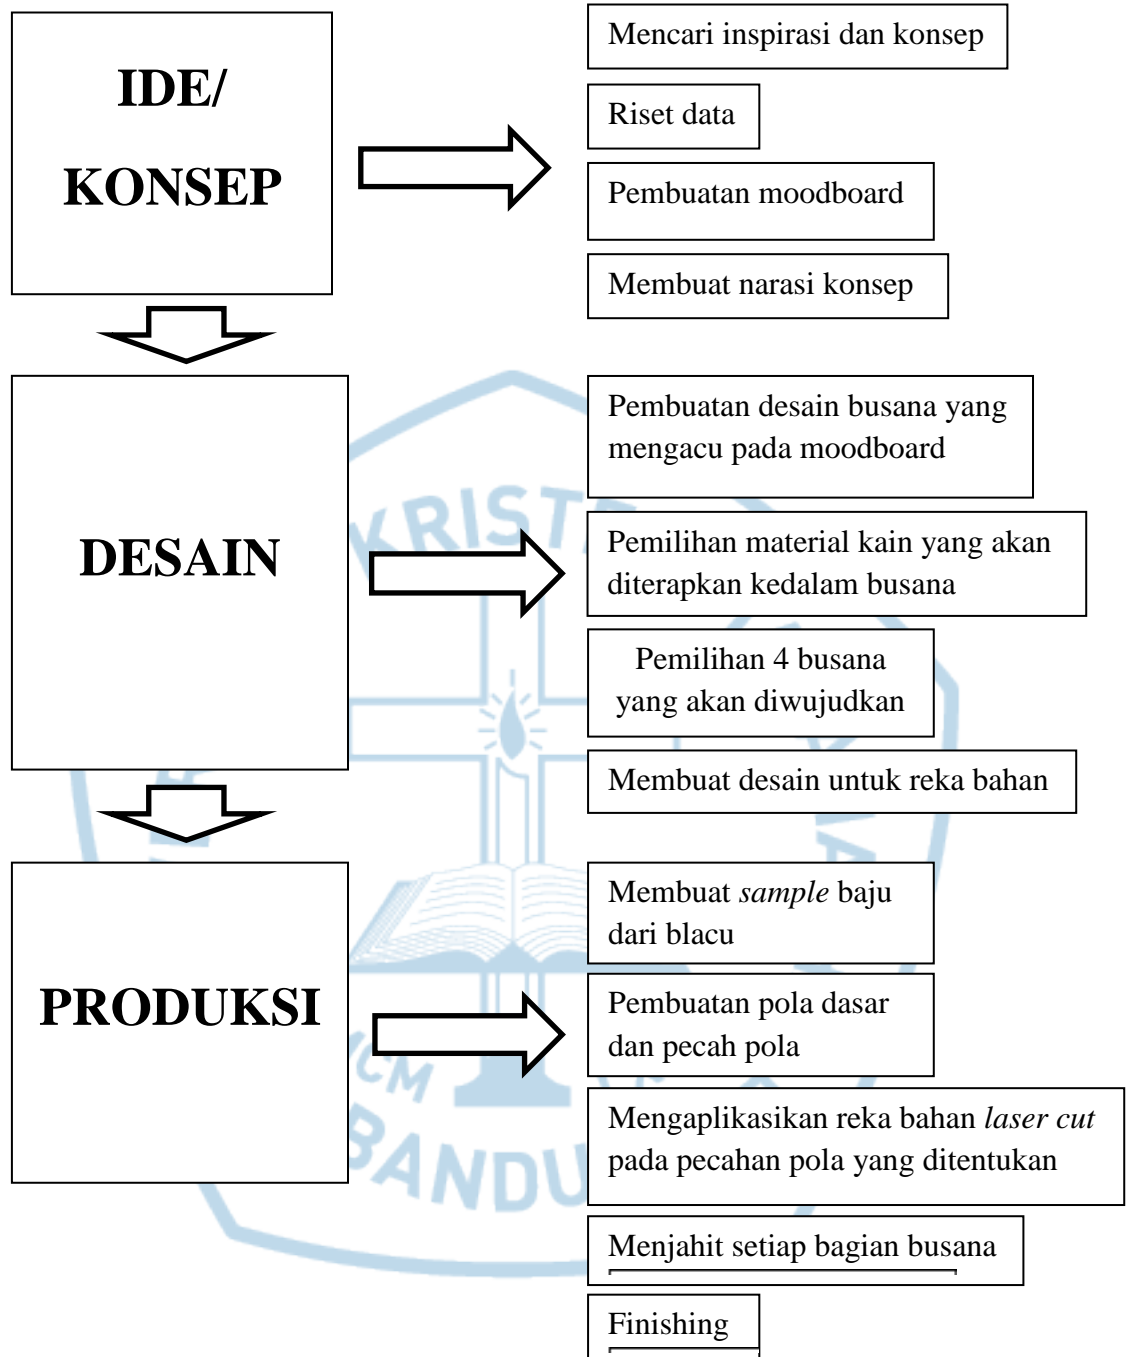 IDE/
KONSEP
Mencari inspirasi dan konsep
Riset data
Pembuatan moodboard
Membuat narasi konsep
DESAIN
Pembuatan desain busana yang
mengacu pada moodboard
Pemilihan material kain yang akan
diterapkan kedalam busana
Pemilihan 4 busana
yang akan diwujudkan
Membuat desain untuk reka bahan
PRODUKSI
Membuat sample baju
dari blacu
Pembuatan pola dasar
dan pecah pola
Mengaplikasikan reka bahan laser cut
pada pecahan pola yang ditentukan
Menjahit setiap bagian busana
Finishing